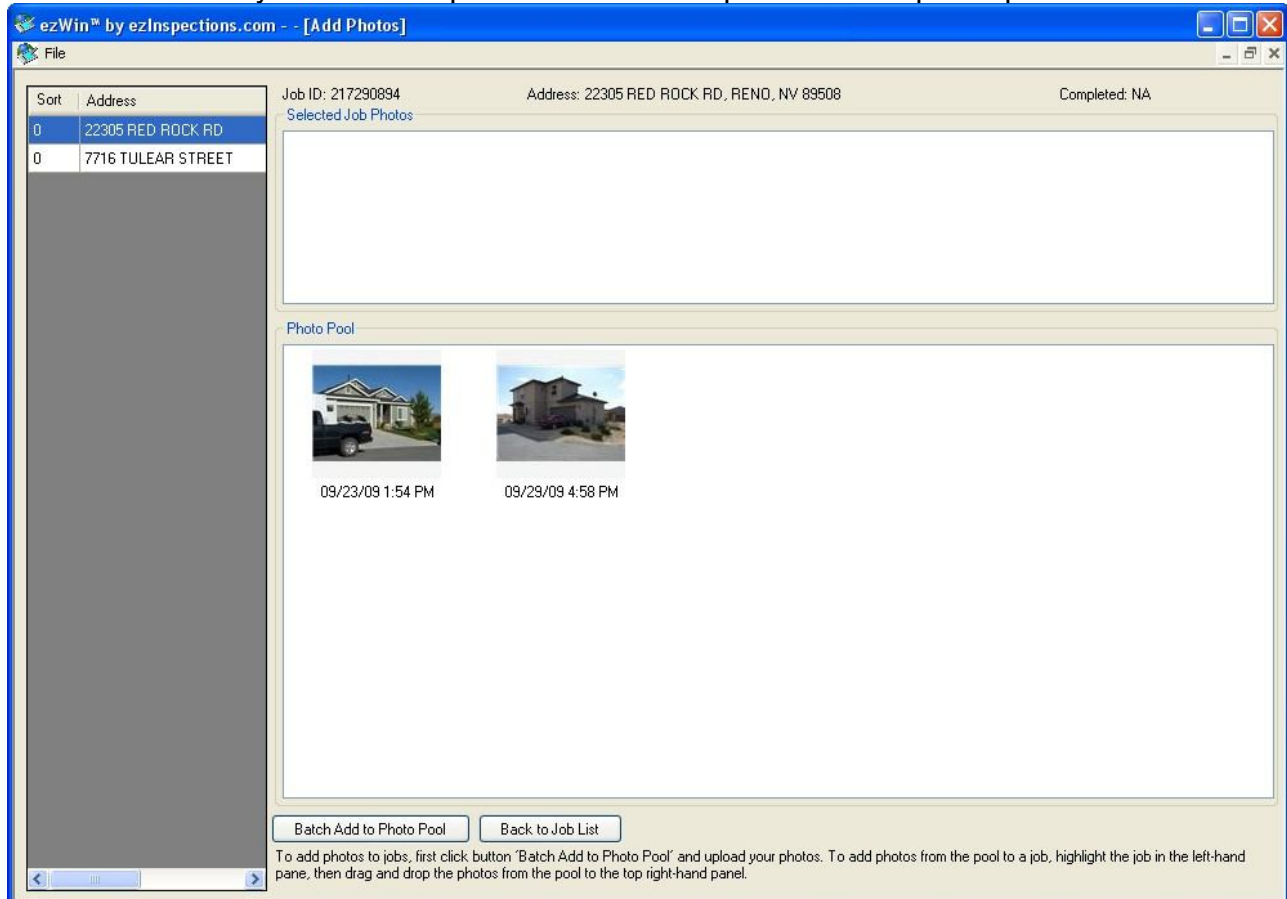 ezWin™ by ezInspections.com - - [Add Photos]
File
Sort Address
0 22305 RED ROCK RD
0 7716 TULEAR STREET
Job ID: 217290894 Address: 22305 RED ROCK RD, RENO, NV 89508 Completed: NA
Selected Job Photos
Photo Pool
09/23/09 1:54 PM 09/29/09 4:58 PM
Batch Add to Photo Pool Back to Job List
To add photos to jobs, first click button ‘Batch Add to Photo Pool’ and upload your photos. To add photos from the pool to a job, highlight the job in the left-hand
pane, then drag and drop the photos from the pool to the top right-hand panel.